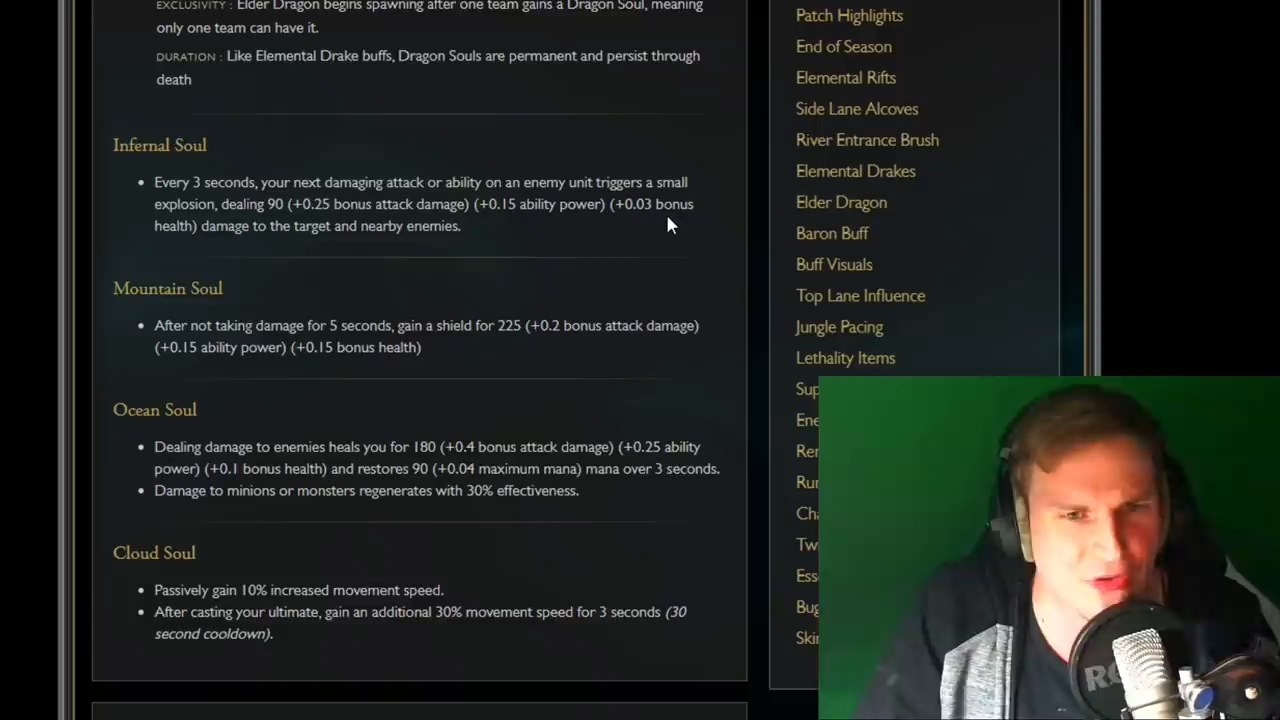 EXCLUSIVITY : Elder Dragon begins spawning after one team gains a Dragon Soul, meaning
only one team can have it.
DURATION : Like Elemental Drake buffs, Dragon Souls are permanent and persist through
death
Infernal Soul
• Every 3 seconds, your next damaging attack or ability on an enemy unit triggers a small
explosion, dealing 90 (+0.25 bonus attack damage) (+0.15 ability power) (+0.03 bonus
health) damage to the target and nearby enemies.
Mountain Soul
• After not taking damage for 5 seconds, gain a shield for 225 (+0.2 bonus attack damage)
(+0.15 ability power) (+0.15 bonus health)
Ocean Soul
• Dealing damage to enemies heals you for 180 (+0.4 bonus attack damage) (+0.25 ability
power) (+0.1 bonus health) and restores 90 (+0.04 maximum mana) mana over 3 seconds.
• Damage to minions or monsters regenerates with 30% effectiveness.
Cloud Soul
• Passively gain 10% increased movement speed.
• After casting your ultimate, gain an additional 30% movement speed for 3 seconds (30
second cooldown).
Patch Highlights
End of Season
Elemental Rifts
Side Lane Alcoves
River Entrance Brush
Elemental Drakes
Elder Dragon
Baron Buff
Buff Visuals
Top Lane Influence
Jungle Pacing
Lethality Items
Sup
Ene
Rer
Rur
Cha
Tw
Ess
Bug
Skir